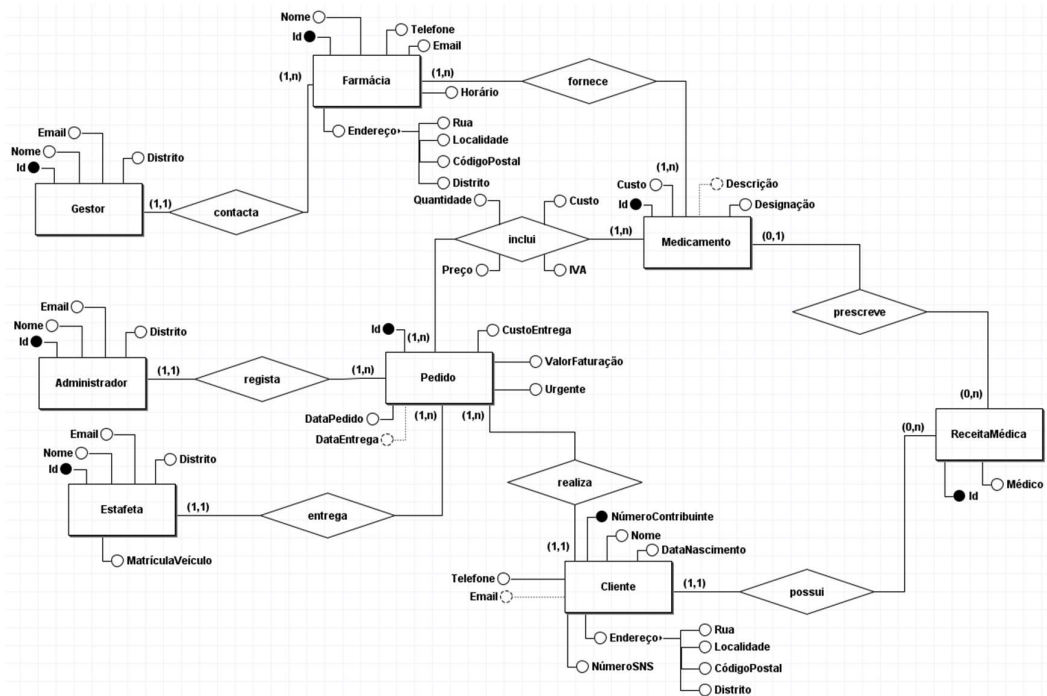 Nome
Id
Telefone
Email
Farmácia
(1,n)
(1,n)
fornece
Horário
Endereço
Rua
Localidade
CódigoPostal
Distrito
Email
Nome
Id
Distrito
Gestor
(1,1)
contacta
(1,n)
Custo
Id
Descrição
Designação
Medicamento
(0,1)
Quantidade
Custo
inclui
(1,n)
Preço
IVA
prescreve
Email
Nome
Id
Distrito
Administrador
(1,1)
regista
(1,n)
Id
(1,n)
CustoEntrega
Pedido
ValorFaturação
Urgente
DataPedido
DataEntrega
(1,n)
(1,n)
(0,n)
(0,n)
ReceitaMédica
Id
Médico
Email
Nome
Id
Distrito
Estafeta
(1,1)
entrega
MatrículaVeículo
realiza
(1,1)
NúmeroContribuinte
Nome
DataNascimento
Telefone
Email
Cliente
(1,1)
possui
Endereço
Rua
Localidade
CódigoPostal
Distrito
NúmeroSNS